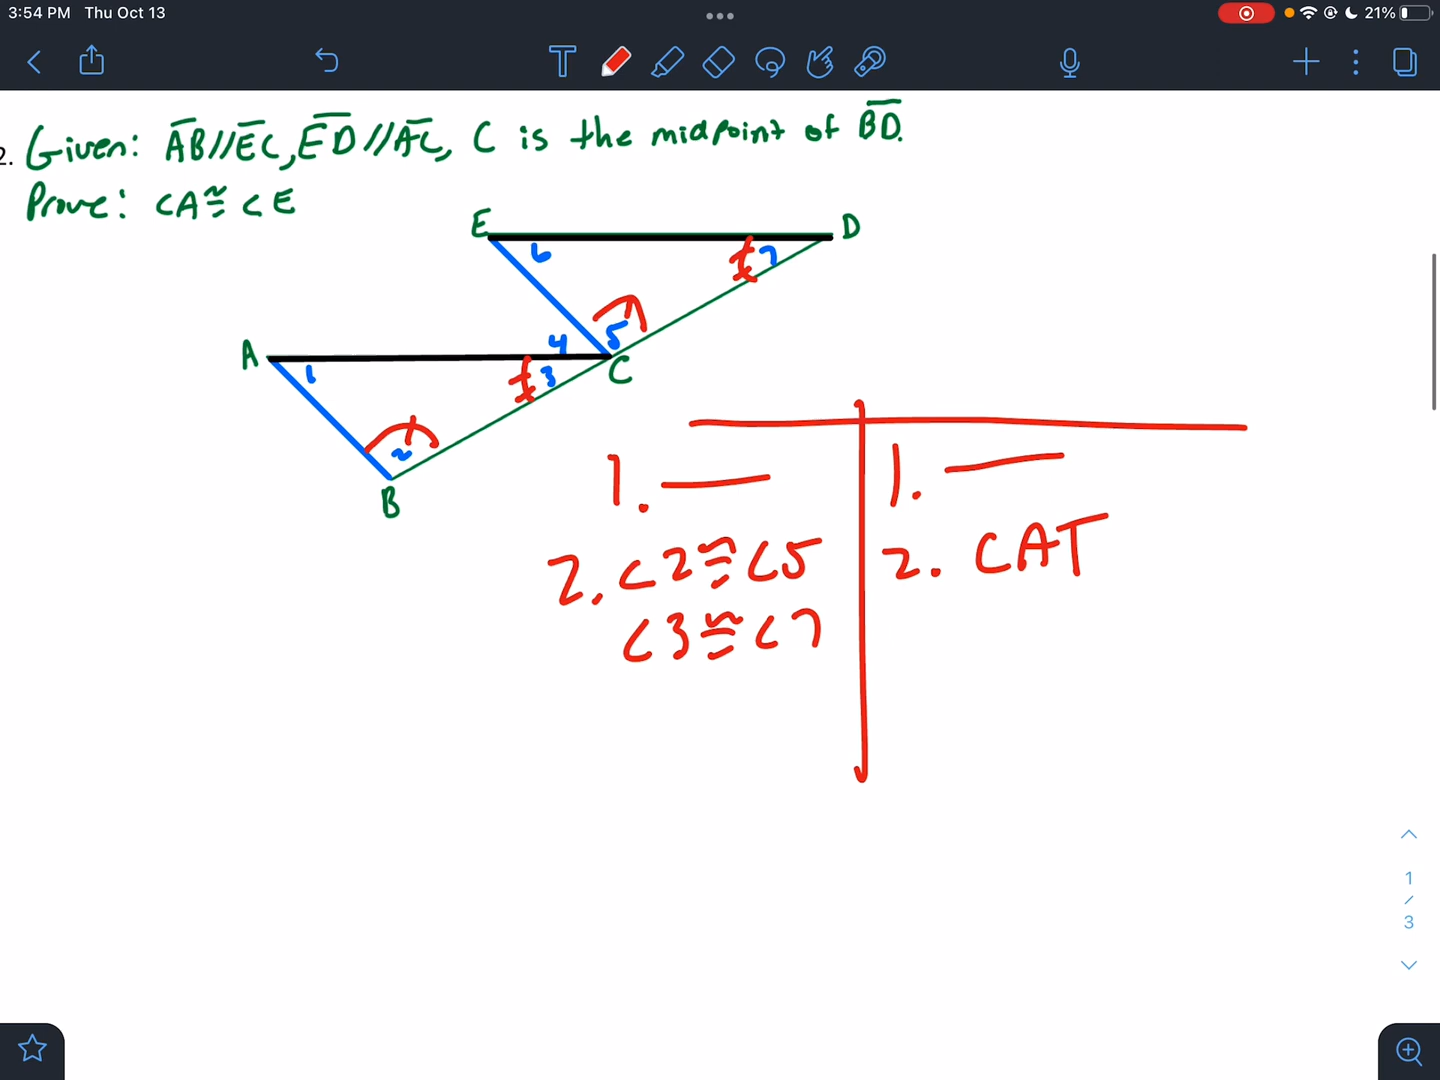 3:54 PM Thu Oct 13
21%
2. Given: AB // EC, ED // AC, C is the midpoint of BD.
Prove: <A ≅ <E
E D
6 7
4 5
A C
1 3
2
B
1. 1.
2. <2 ≅ <5 2. CAT
<3 ≅ <7
1
/
3